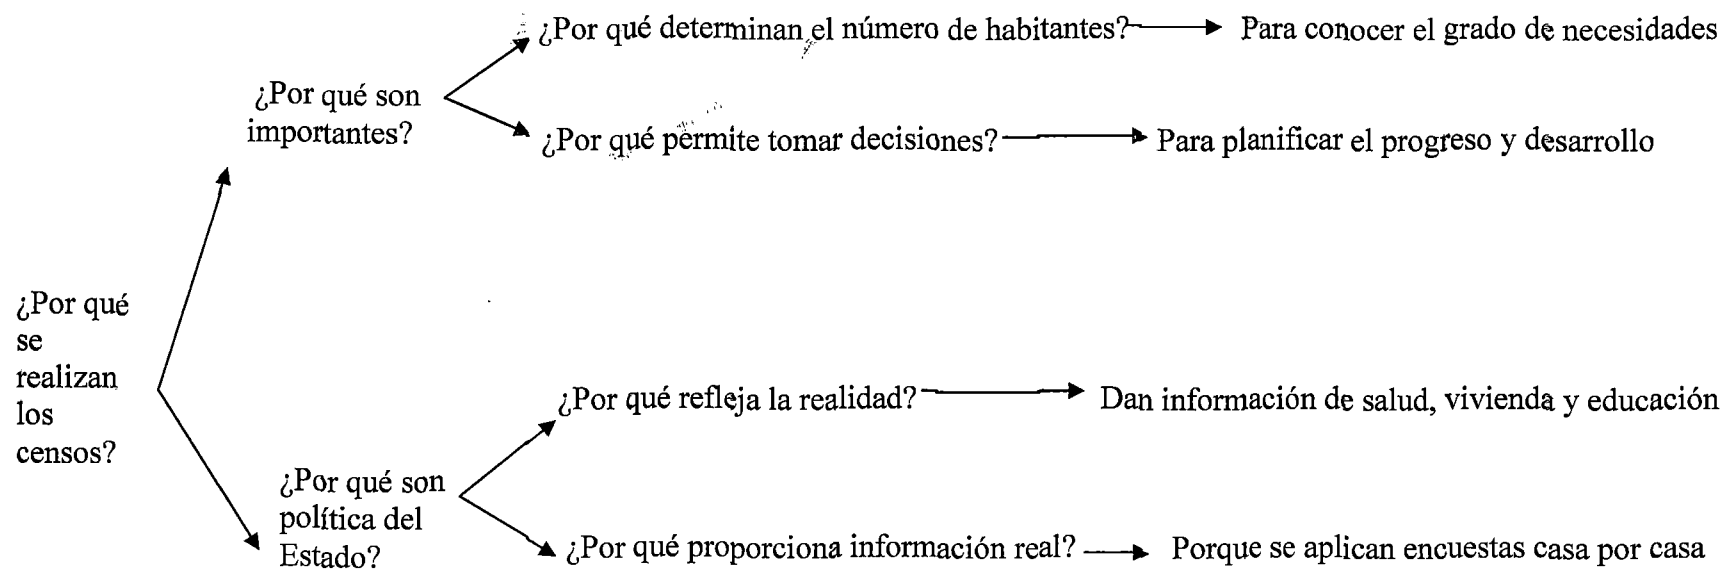 ¿Por qué determinan el número de habitantes?
Para conocer el grado de necesidades
¿Por qué son
importantes?
¿Por qué permite tomar decisiones?
Para planificar el progreso y desarrollo
¿Por qué
se
realizan
los
censos?
¿Por qué refleja la realidad?
Dan información de salud, vivienda y educación
¿Por qué son
política del
Estado?
¿Por qué proporciona información real?
Porque se aplican encuestas casa por casa